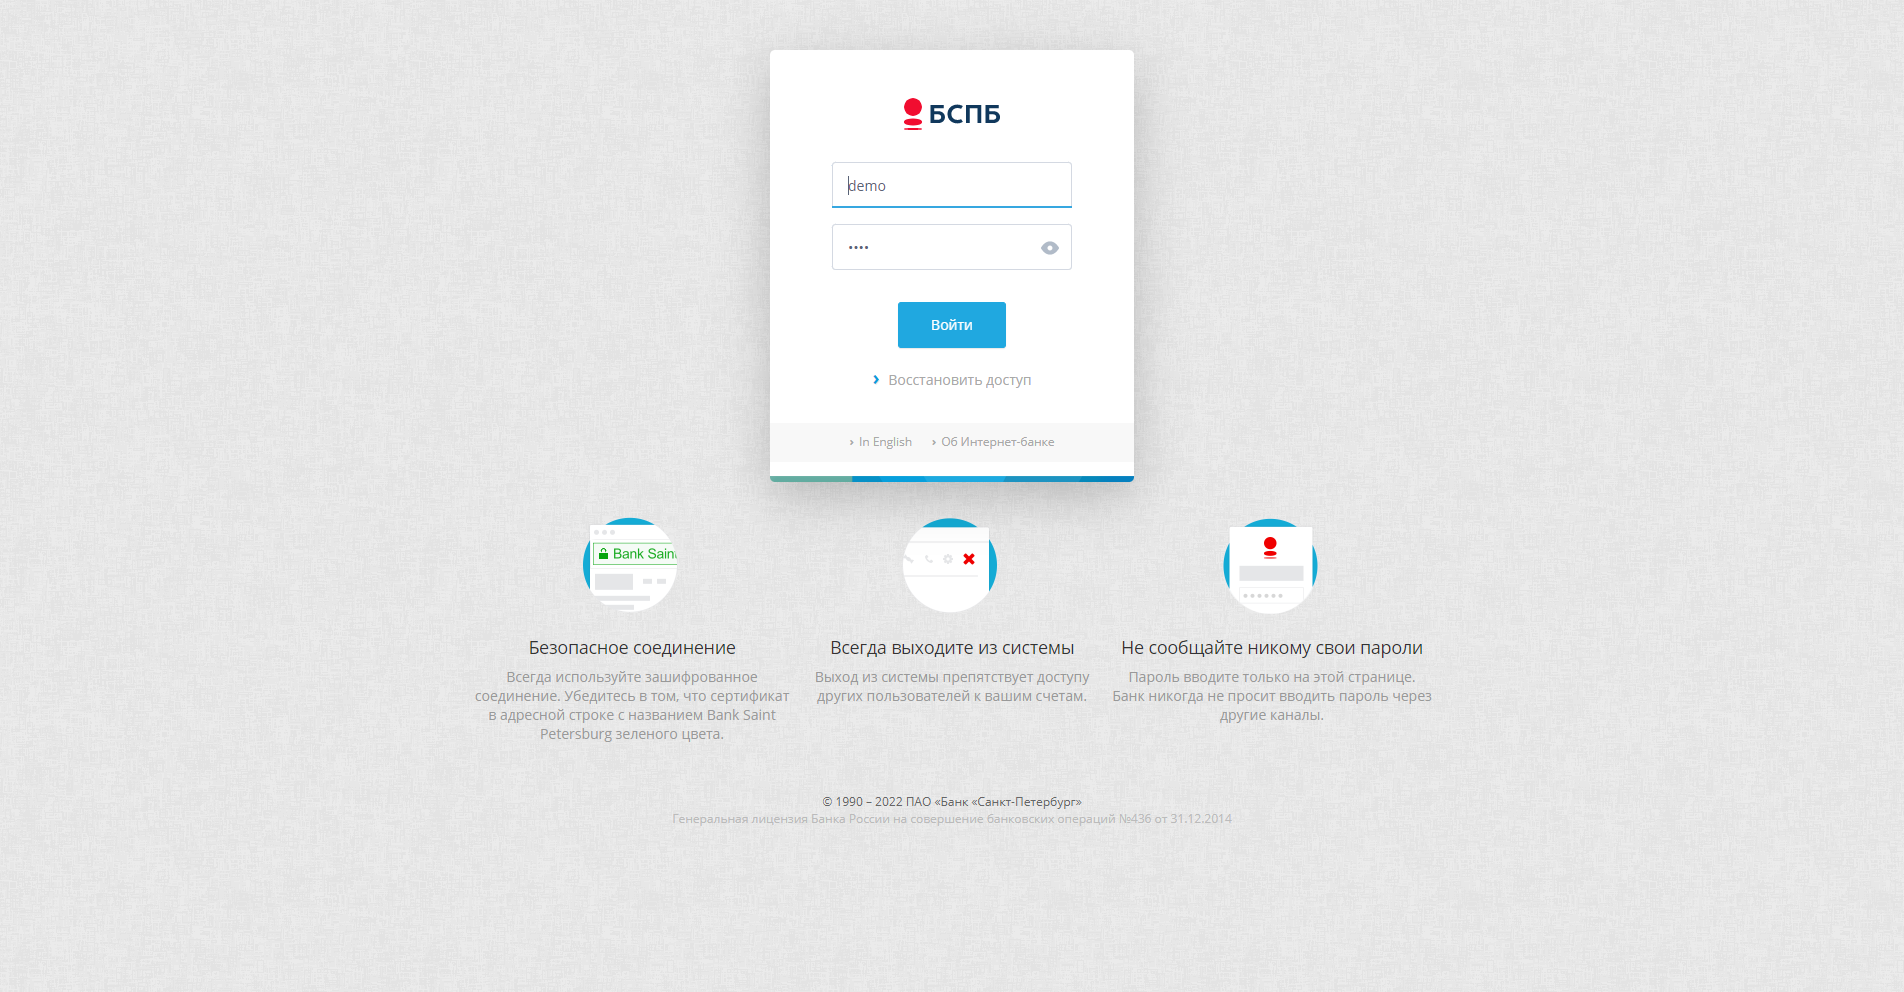 БСПБ
demo
••••
Войти
Восстановить доступ
In English
Об Интернет-банке
Bank Sain
Безопасное соединение
Всегда используйте зашифрованное
соединение. Убедитесь в том, что сертификат
в адресной строке с названием Bank Saint
Petersburg зеленого цвета.
Всегда выходите из системы
Выход из системы препятствует доступу
других пользователей к вашим счетам.
Не сообщайте никому свои пароли
Пароль вводите только на этой странице.
Банк никогда не просит вводить пароль через
другие каналы.
© 1990 – 2022 ПАО «Банк «Санкт-Петербург»
Генеральная лицензия Банка России на совершение банковских операций №436 от 31.12.2014